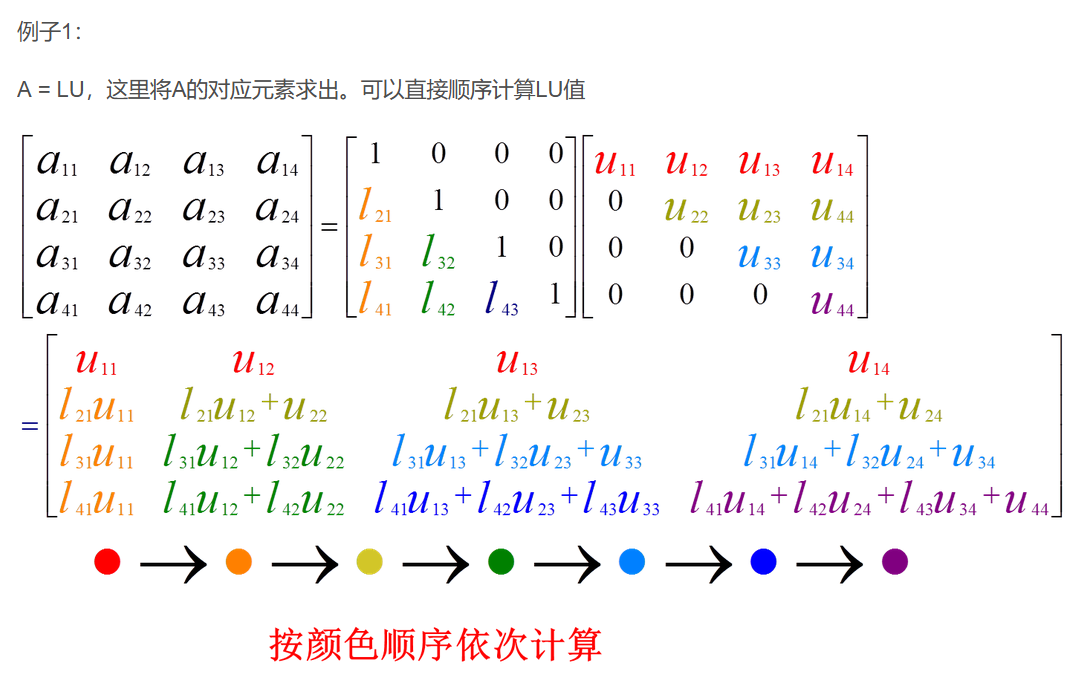 例子1:
A = LU，这里将A的对应元素求出。可以直接顺序计算LU值
a11 a12 a13 a14 1 0 0 0 u11 u12 u13 u14
a21 a22 a23 a24 l21 1 0 0 0 u22 u23 u44
= 
a31 a32 a33 a34 l31 l32 1 0 0 0 u33 u34
a41 a42 a43 a44 l41 l42 l43 1 0 0 0 u44
u11 u12 u13 u14
l21u11 l21u12+u22 l21u13+u23 l21u14+u24
=
l31u11 l31u12+l32u22 l31u13+l32u23+u33 l31u14+l32u24+u34
l41u11 l41u12+l42u22 l41u13+l42u23+l43u33 l41u14+l42u24+l43u34+u44
→ → → → → →
按颜色顺序依次计算